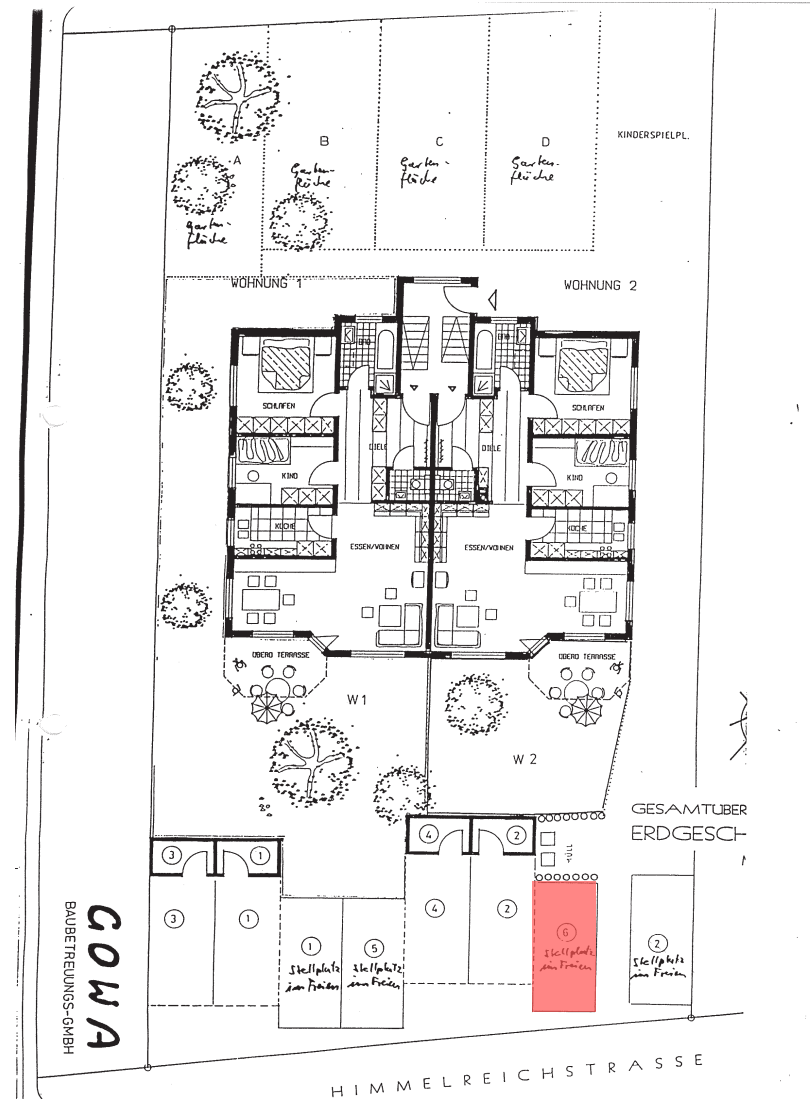 B
C
D
KINDERSPIELPL.
A
Garten-
fläche
Garten-
fläche
Garten-
fläche
Garten-
fläche
WOHNUNG 1
WOHNUNG 2
BAD
BAD
SCHLAFEN
SCHLAFEN
DIELE
DIELE
KIND
KIND
KÜCHE
KÜCHE
ESSEN/WOHNEN
ESSEN/WOHNEN
ÜBERD TERRASSE
ÜBERD TERRASSE
W1
W 2
GESAMTÜBER
ERDGESCH
4
2
3
1
3
1
4
2
6
Stellplatz
im Freien
2
Stellplatz
im Freien
1
Stellplatz
im Freien
5
Stellplatz
im Freien
GOWA
BAUBETREUUNGS-GMBH
HIMMELREICHSTRASSE